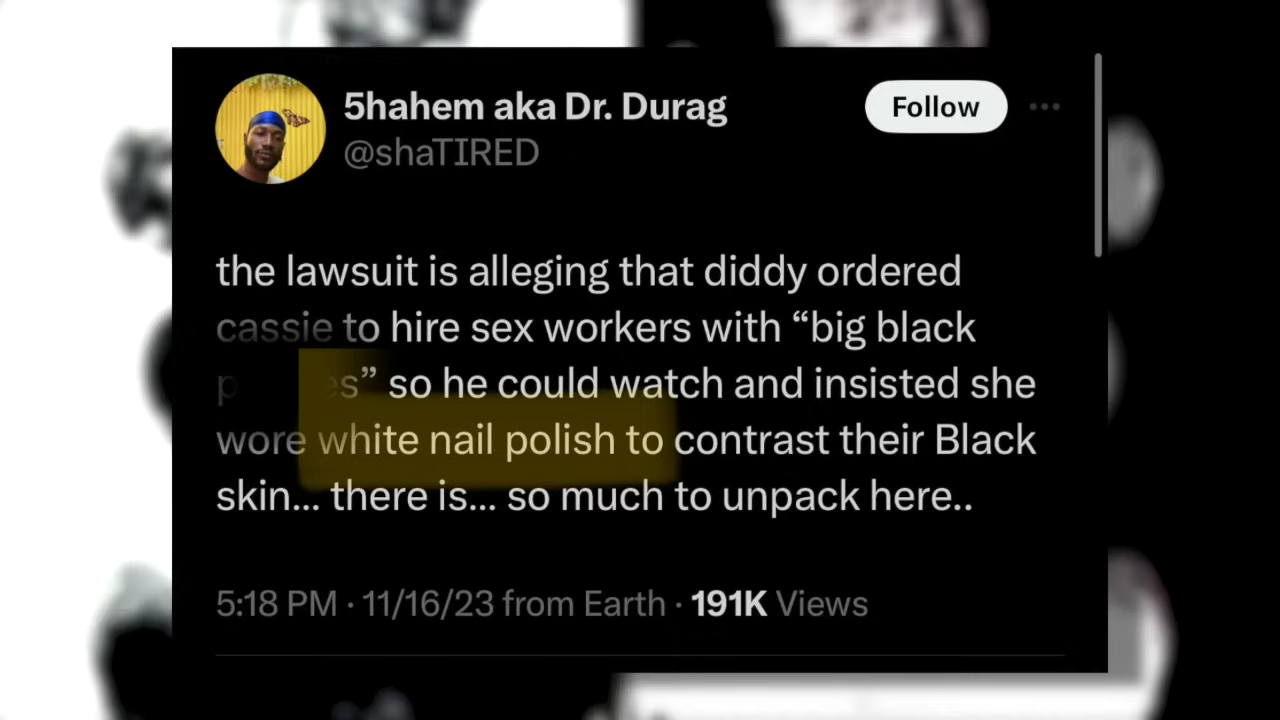 5hahem aka Dr. Durag
@shaTIRED
Follow
the lawsuit is alleging that diddy ordered
cassie to hire sex workers with “big black
so he could watch and insisted she
wore white nail polish to contrast their Black
skin... there is... so much to unpack here..
5:18 PM · 11/16/23 from Earth · 191K Views